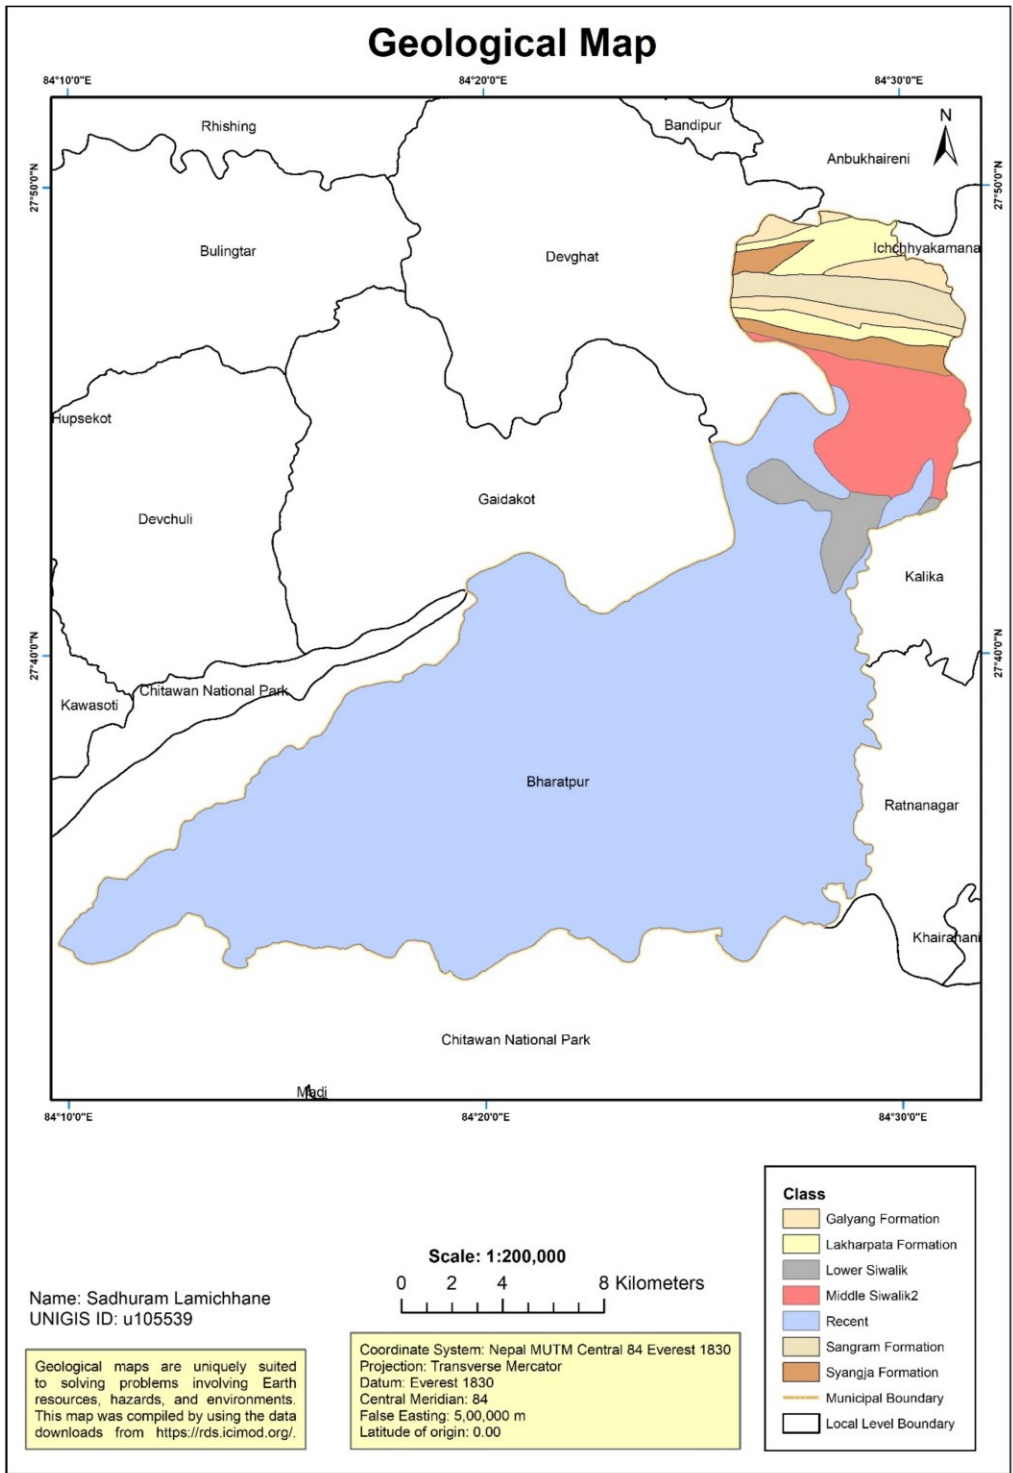 Geological Map
84°10'0"E
84°20'0"E
84°30'0"E
N
27°50'0"N
27°50'0"N
Rhishing
Bandipur
Anbukhaireni
Bulingtar
Devghat
Ichchhyakamana
Hupsekot
Devchuli
Gaidakot
Kalika
27°40'0"N
27°40'0"N
Chitawan National Park
Kawasoti
Bharatpur
Ratnanagar
Khairahani
Chitawan National Park
Madi
84°10'0"E
84°20'0"E
84°30'0"E
Class
Galyang Formation
Lakharpata Formation
Lower Siwalik
Middle Siwalik2
Recent
Sangram Formation
Syangja Formation
Municipal Boundary
Local Level Boundary
Scale: 1:200,000
0 2 4 8 Kilometers
Name: Sadhuram Lamichhane
UNIGIS ID: u105539
Geological maps are uniquely suited
to solving problems involving Earth
resources, hazards, and environments.
This map was compiled by using the data
downloads from https://rds.icimod.org/.
Coordinate System: Nepal MUTM Central 84 Everest 1830
Projection: Transverse Mercator
Datum: Everest 1830
Central Meridian: 84
False Easting: 5,00,000 m
Latitude of origin: 0.00